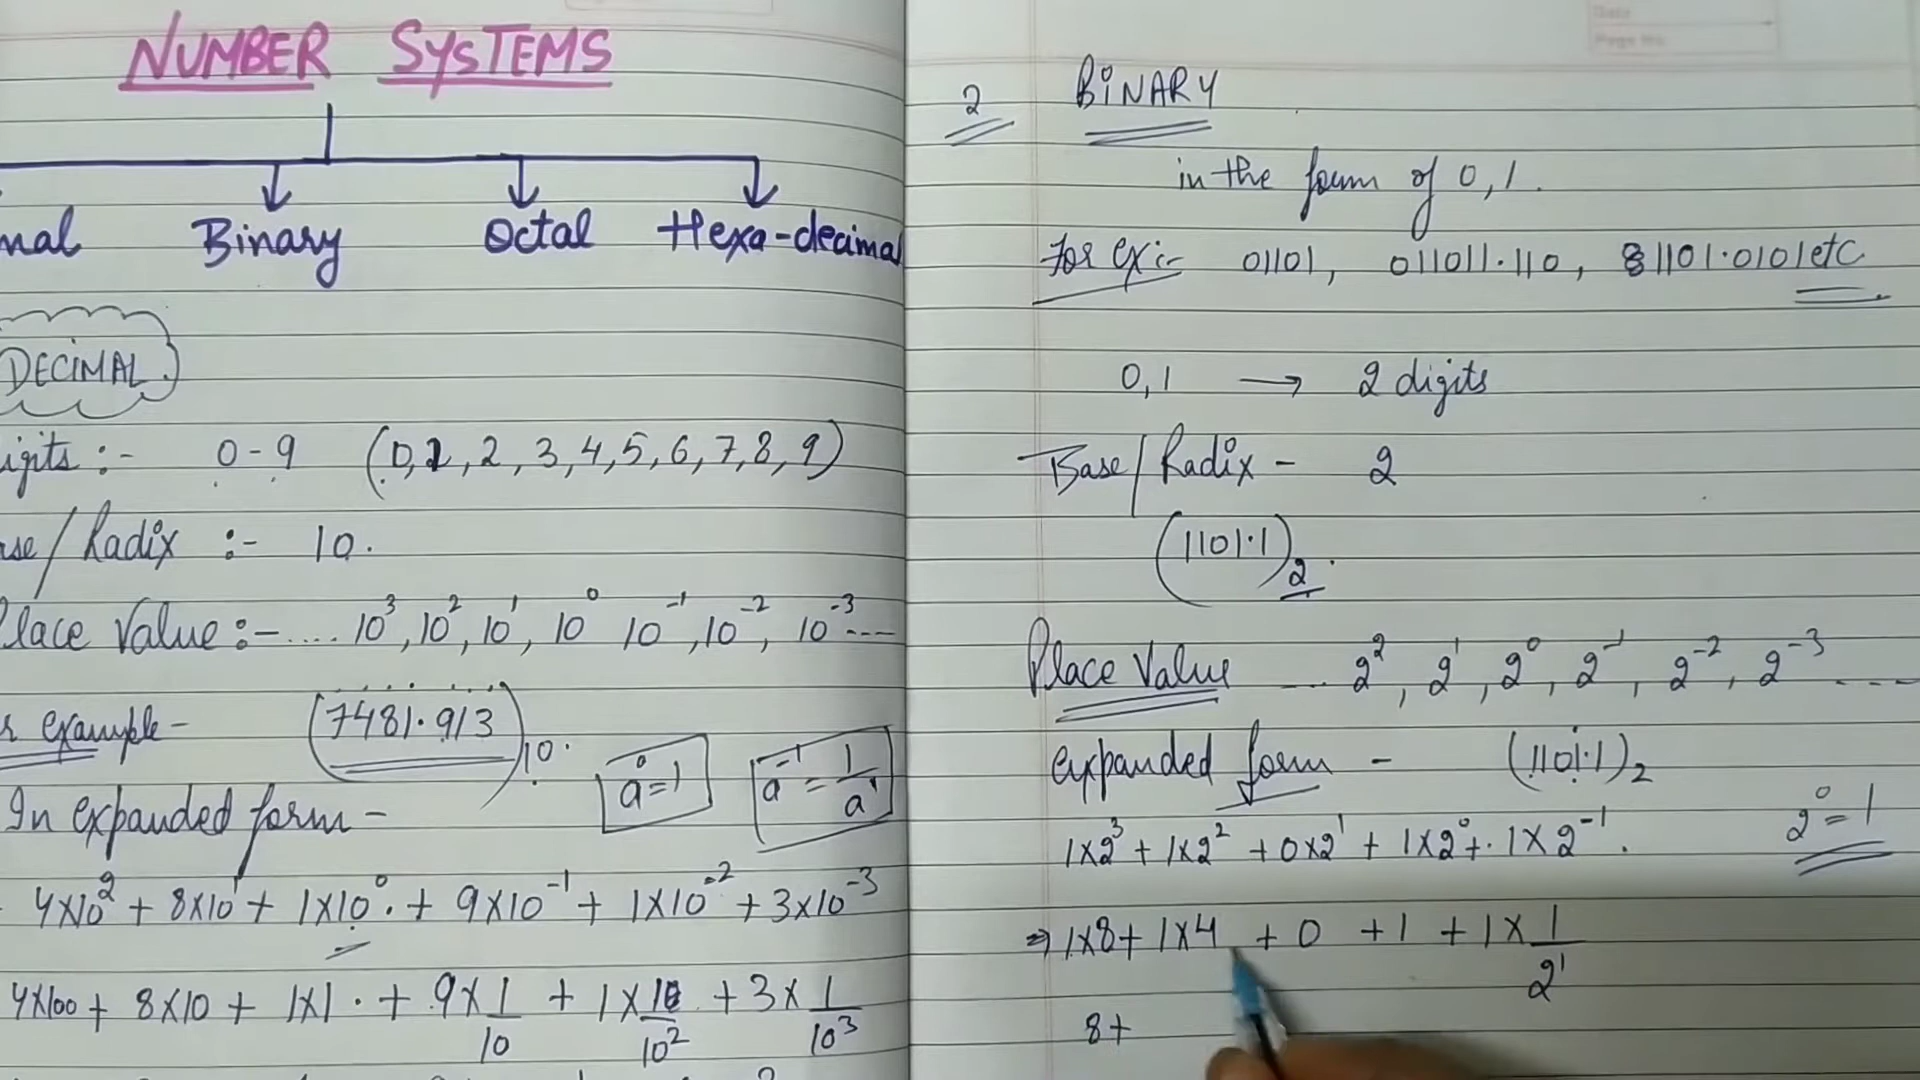 NUMBER SYSTEMS
nal Binary Octal Hexa-decimal
DECIMAL
igits :- 0-9 (0,1,2,3,4,5,6,7,8,9)
se/Radix :- 10.
lace Value :- .... 10³, 10², 10¹, 10⁰ 10⁻¹, 10⁻², 10⁻³ ---
r example - (7481.913)₁₀.
a⁰=1 a⁻¹=1/a¹
In expanded form -
4×10² + 8×10¹ + 1×10⁰ . + 9×10⁻¹ + 1×10⁻² + 3×10⁻³
4×100 + 8×10 + 1×1 . + 9×1/10 + 1×1/10² + 3×1/10³
Date
Page No.
2 BINARY
in the form of 0,1.
for ex:- 01101, 011011.110, 1101.0101 etc
0,1 → 2 digits
Base/Radix - 2
(1101.1)₂.
Place Value ... 2², 2¹, 2⁰, 2⁻¹, 2⁻², 2⁻³ ----
expanded form - (1101.1)₂
1×2³ + 1×2² + 0×2¹ + 1×2⁰ + . 1×2⁻¹ .
2⁰=1
⇒ 1×8 + 1×4 + 0 + 1 + 1×1/2¹
8+